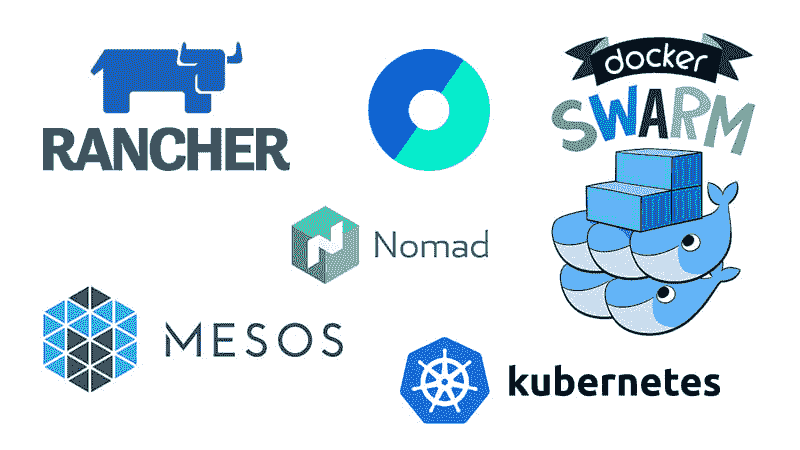 docker
SWARM
RANCHER
Nomad
MESOS
kubernetes